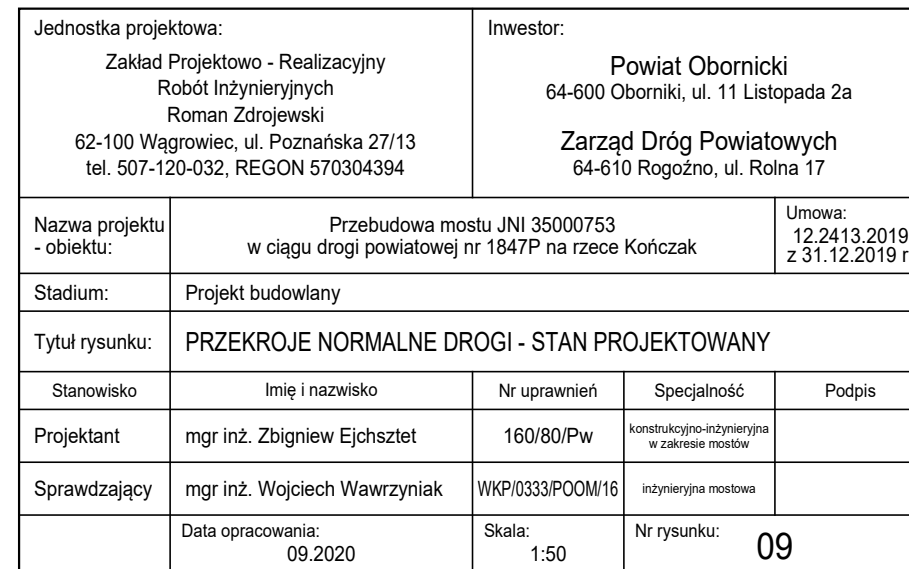 Jednostka projektowa:
Zakład Projektowo - Realizacyjny
Robót Inżynieryjnych
Roman Zdrojewski
62-100 Wągrowiec, ul. Poznańska 27/13
tel. 507-120-032, REGON 570304394
Inwestor:
Powiat Obornicki
64-600 Oborniki, ul. 11 Listopada 2a
Zarząd Dróg Powiatowych
64-610 Rogoźno, ul. Rolna 17
Nazwa projektu
- obiektu:
Przebudowa mostu JNI 35000753
w ciągu drogi powiatowej nr 1847P na rzece Kończak
Umowa:
12.2413.2019
z 31.12.2019 r
Stadium:
Projekt budowlany
Tytuł rysunku:
PRZEKROJE NORMALNE DROGI - STAN PROJEKTOWANY
Stanowisko
Imię i nazwisko
Nr uprawnień
Specjalność
Podpis
Projektant
mgr inż. Zbigniew Ejchsztet
160/80/Pw
konstrukcyjno-inżynieryjna
w zakresie mostów
Sprawdzający
mgr inż. Wojciech Wawrzyniak
WKP/0333/POOM/16
inżynieryjna mostowa
Data opracowania:
09.2020
Skala:
1:50
Nr rysunku:
09